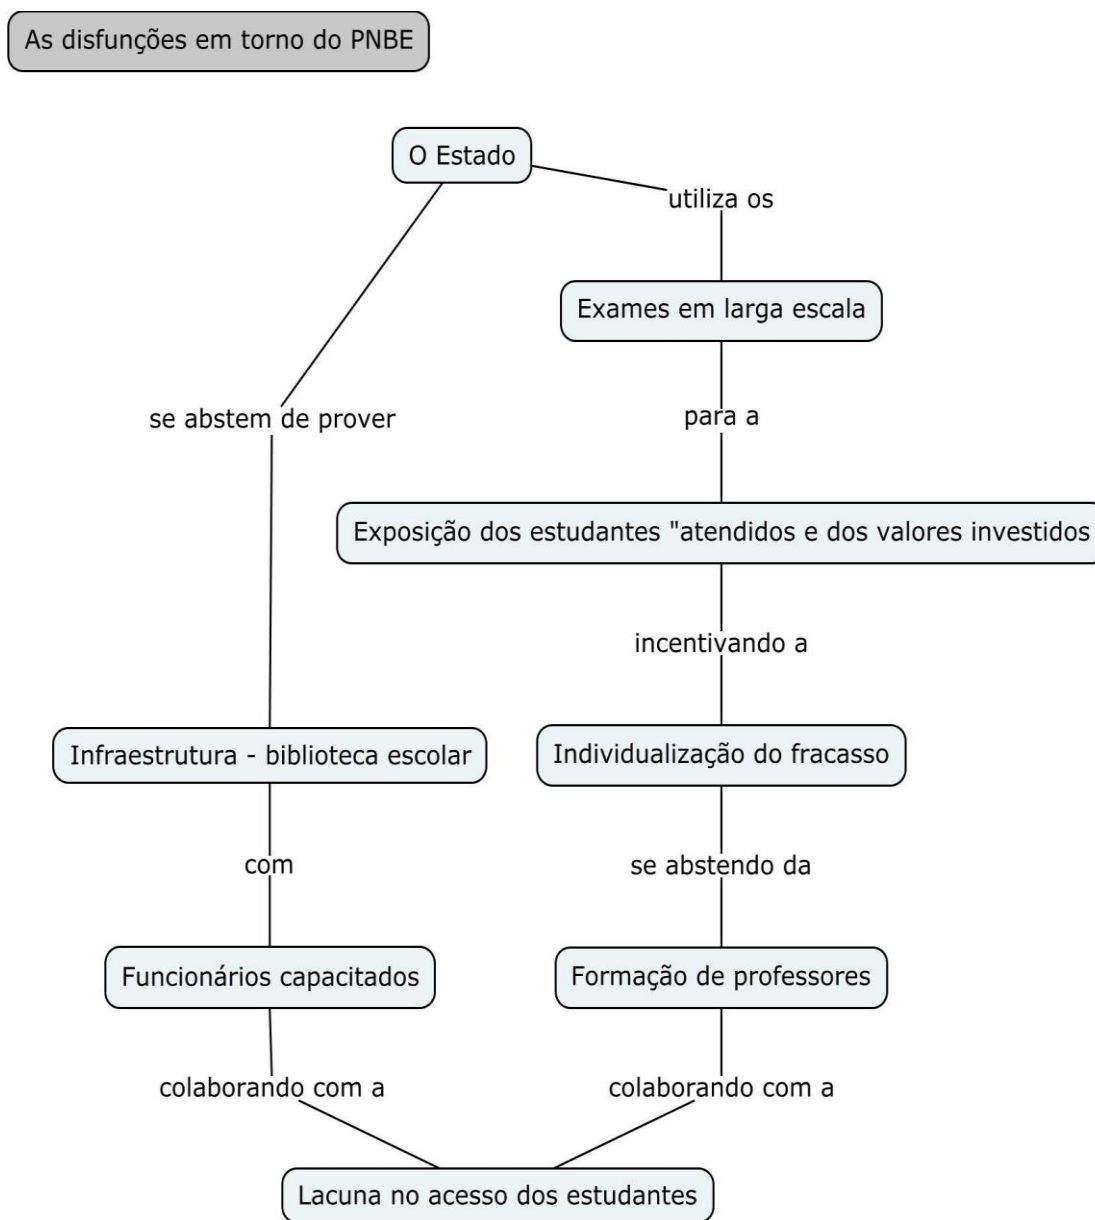 As disfunções em torno do PNBE
O Estado
utiliza os
Exames em larga escala
se abstem de prover
para a
Exposição dos estudantes "atendidos e dos valores investidos
incentivando a
Infraestrutura - biblioteca escolar
Individualização do fracasso
com
se abstendo da
Funcionários capacitados
Formação de professores
colaborando com a
colaborando com a
Lacuna no acesso dos estudantes